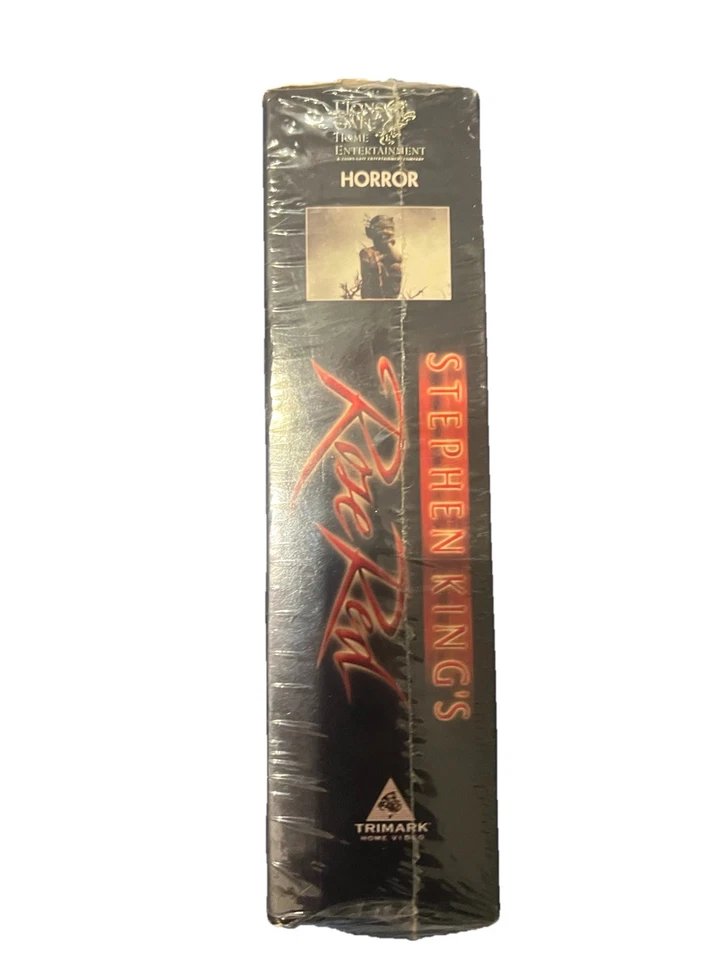 LIONS
GATE
HOME
ENTERTAINMENT
HORROR
STEPHEN KING'S
Rose Red
TRIMARK
HOME VIDEO